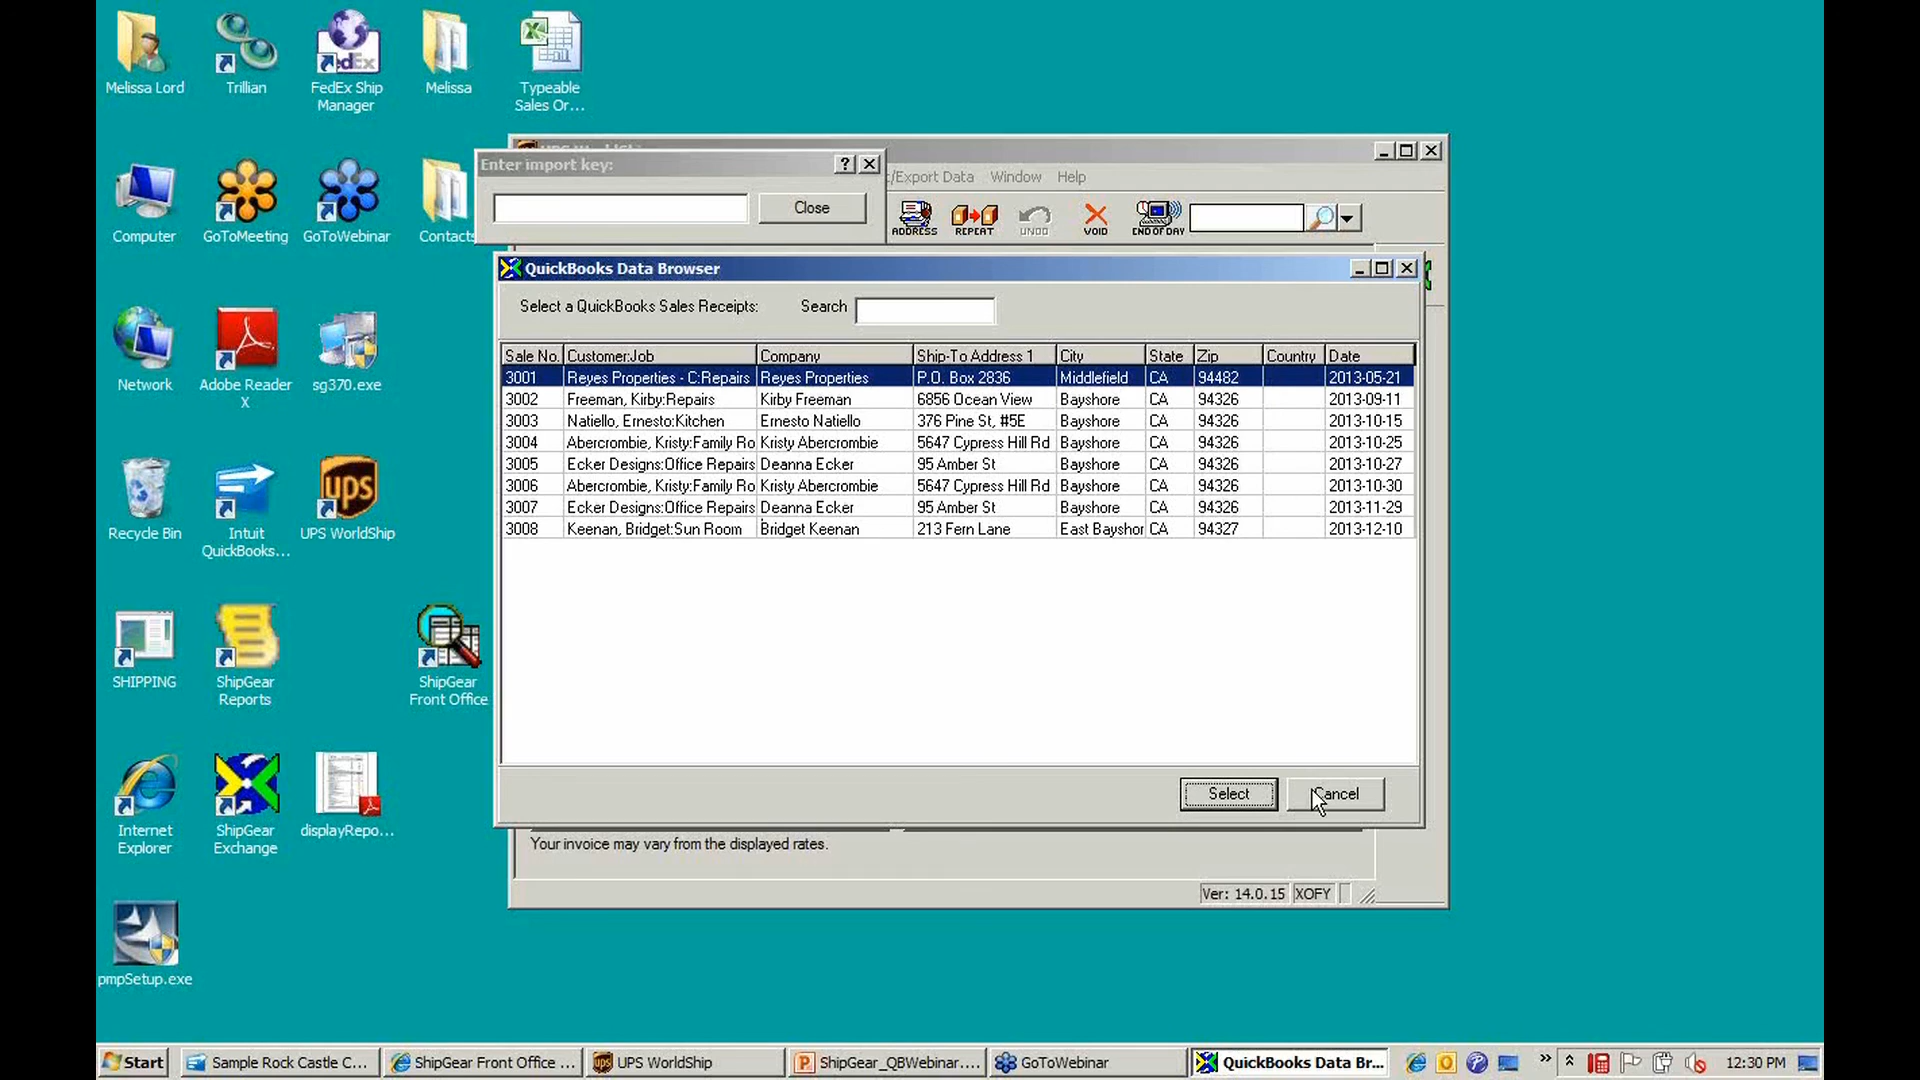 Melissa Lord
Trillian
FedEx Ship
Manager
Melissa
Typeable
Sales Or...
Computer
GoToMeeting
GoToWebinar
Contacts
Network
Adobe Reader
X
sg370.exe
Recycle Bin
Intuit
QuickBooks...
ups
UPS WorldShip
SHIPPING
ShipGear
Reports
ShipGear
Front Office
Internet
Explorer
ShipGear
Exchange
displayRepo...
pmpSetup.exe
Enter import key:
Close
/Export Data Window Help
ADDRESS REPEAT UNDO VOID END OF DAY
QuickBooks Data Browser
Select a QuickBooks Sales Receipts: Search
Sale No. Customer:Job Company Ship-To Address 1 City State Zip Country Date
3001 Reyes Properties - C:Repairs Reyes Properties P.O. Box 2836 Middlefield CA 94482 2013-05-21
3002 Freeman, Kirby:Repairs Kirby Freeman 6856 Ocean View Bayshore CA 94326 2013-09-11
3003 Natiello, Ernesto:Kitchen Ernesto Natiello 376 Pine St, #5E Bayshore CA 94326 2013-10-15
3004 Abercrombie, Kristy:Family Ro Kristy Abercrombie 5647 Cypress Hill Rd Bayshore CA 94326 2013-10-25
3005 Ecker Designs:Office Repairs Deanna Ecker 95 Amber St Bayshore CA 94326 2013-10-27
3006 Abercrombie, Kristy:Family Ro Kristy Abercrombie 5647 Cypress Hill Rd Bayshore CA 94326 2013-10-30
3007 Ecker Designs:Office Repairs Deanna Ecker 95 Amber St Bayshore CA 94326 2013-11-29
3008 Keenan, Bridget:Sun Room Bridget Keenan 213 Fern Lane East Bayshor CA 94327 2013-12-10
Select Cancel
Your invoice may vary from the displayed rates.
Ver: 14.0.15 XOFY
Start Sample Rock Castle C... ShipGear Front Office ... UPS WorldShip ShipGear_QBWebinar.... GoToWebinar QuickBooks Data Br... 12:30 PM